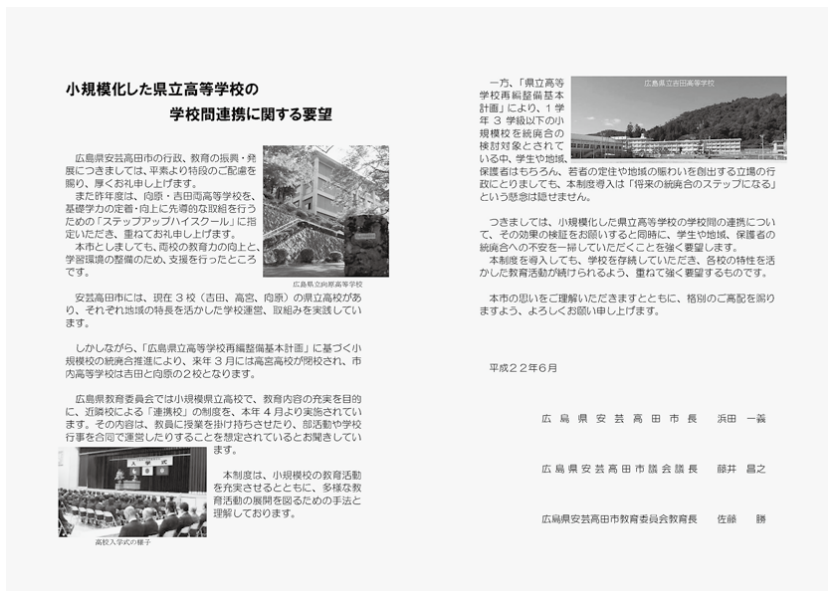 小規模化した県立高等学校の
学校間連携に関する要望
広島県安芸高田市の行政、教育の振興・発
展につきましては、平素より特段のご配慮を
賜り、厚くお礼申し上げます。
また昨年度は、向原・吉田両高等学校を、
基礎学力の定着・向上に先導的な取組を行う
ための「ステップアップハイスクール」に指
定いただき、重ねてお礼申し上げます。
本市としましても、両校の教育力の向上と、
学習環境の整備のため、支援を行ったところ
です。
広島県立向原高等学校
安芸高田市には、現在3校（吉田、高宮、向原）の県立高校があ
り、それぞれ地域の特長を活かした学校運営、取組みを実践してい
ます。
しかしながら、「広島県立高等学校再編整備基本計画」に基づく小
規模校の統廃合推進により、来年3月には高宮高校が閉校され、市
内高等学校は吉田と向原の2校となります。
広島県教育委員会では小規模県立高校で、教育内容の充実を目的
に、近隣校による「連携校」の制度を、本年4月より実施されてい
ます。その内容は、教員に授業を掛け持ちさせたり、部活動や学校
行事を合同で運営したりすることを想定されているとお聞きしてい
ます。
本制度は、小規模校の教育活動
を充実させるとともに、多様な教
育活動の展開を図るための手法と
理解しております。
入学式
高校入学式の様子
広島県立吉田高等学校
一方、「県立高等
学校再編整備基本
計画」により、1学
年3学級以下の小
規模校を統廃合の
検討対象とされて
いる中、学生や地域、
保護者はもちろん、若者の定住や地域の賑わいを創出する立場の行
政にとりましても、本制度導入は「将来の統廃合のステップになる」
という懸念は隠せません。
つきましては、小規模化した県立高等学校の学校間の連携につい
て、その効果の検証をお願いすると同時に、学生や地域、保護者の
統廃合への不安を一掃していただくことを強く要望します。
本制度を導入しても、学校を存続していただき、各校の特性を活
かした教育活動が続けられるよう、重ねて強く要望するものです。
本市の思いをご理解いただきますとともに、格別のご高配を賜り
ますよう、よろしくお願い申し上げます。
平成22年6月
広島県安芸高田市長 浜田 一義
広島県安芸高田市議会議長 藤井 昌之
広島県安芸高田市教育委員会教育長 佐藤 勝